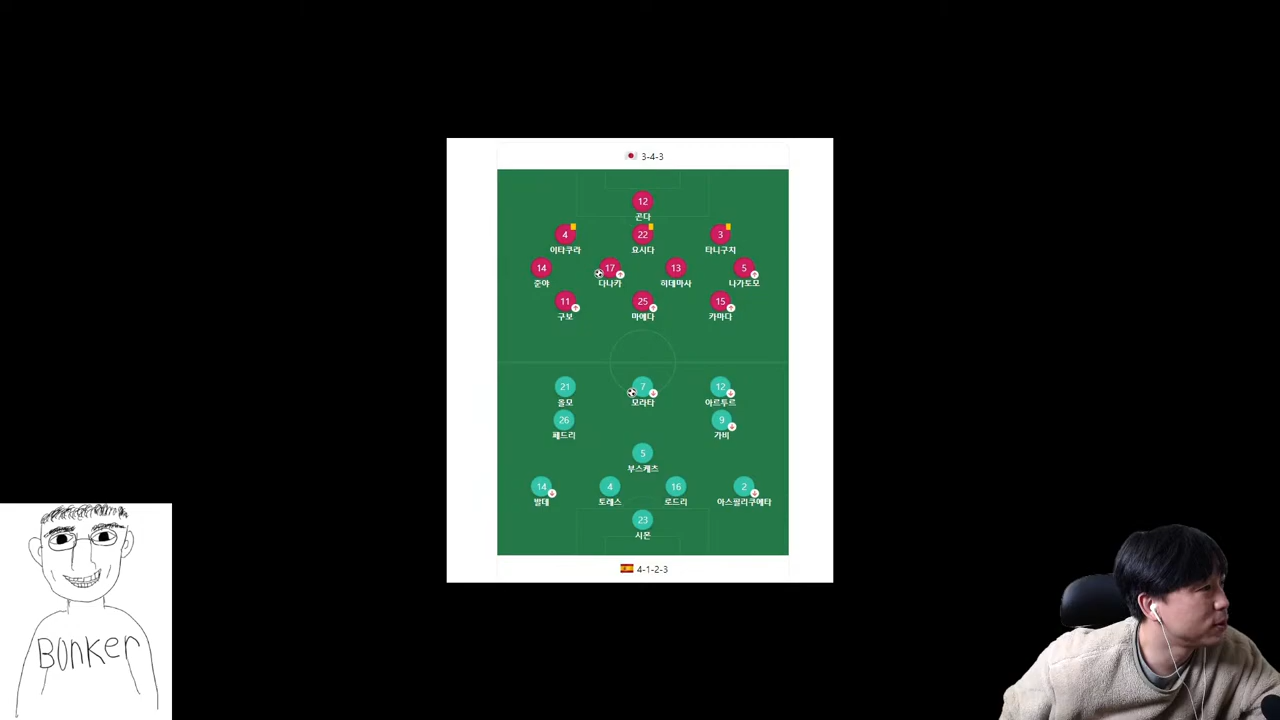 3-4-3
12
곤다
4 22 3
이타쿠라 요시다 타니구치
14 17 13 5
준야 다나카 히데마사 나가토모
11 25 15
구보 마에다 카마다
21 7 12
올모 모라타 아르투르
26 9
페드리 가비
5
부스케츠
14 4 16 2
발데 토레스 로드리 아스필리쿠에타
23
시몬
4-1-2-3
BONKER